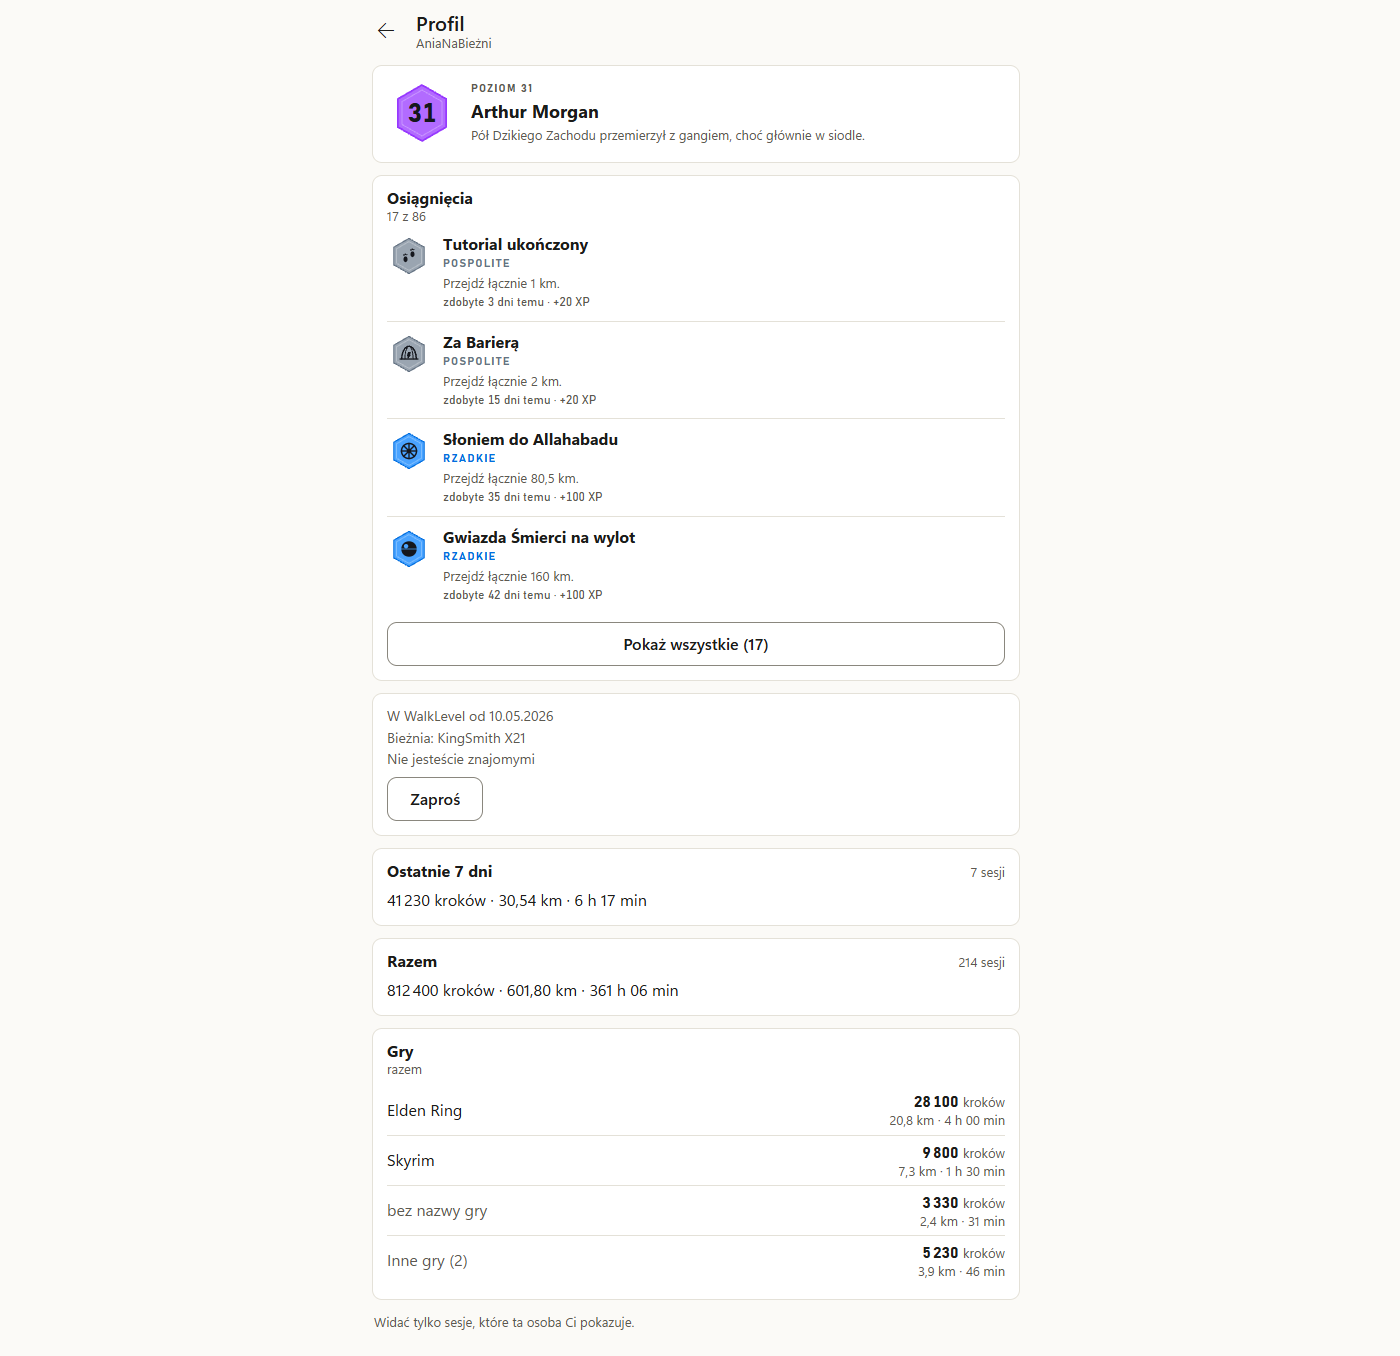 Profil
AniaNaBieżni
31
POZIOM 31
Arthur Morgan
Pół Dzikiego Zachodu przemierzył z gangiem, choć głównie w siodle.
Osiągnięcia
17 z 86
Tutorial ukończony
POSPOLITE
Przejdź łącznie 1 km.
zdobyte 3 dni temu · +20 XP
Za Barierą
POSPOLITE
Przejdź łącznie 2 km.
zdobyte 15 dni temu · +20 XP
Słoniem do Allahabadu
RZADKIE
Przejdź łącznie 80,5 km.
zdobyte 35 dni temu · +100 XP
Gwiazda Śmierci na wylot
RZADKIE
Przejdź łącznie 160 km.
zdobyte 42 dni temu · +100 XP
Pokaż wszystkie (17)
W WalkLevel od 10.05.2026
Bieżnia: KingSmith X21
Nie jesteście znajomymi
Zaproś
Ostatnie 7 dni
7 sesji
41 230 kroków · 30,54 km · 6 h 17 min
Razem
214 sesji
812 400 kroków · 601,80 km · 361 h 06 min
Gry
razem
Elden Ring
28 100 kroków
20,8 km · 4 h 00 min
Skyrim
9 800 kroków
7,3 km · 1 h 30 min
bez nazwy gry
3 330 kroków
2,4 km · 31 min
Inne gry (2)
5 230 kroków
3,9 km · 46 min
Widać tylko sesje, które ta osoba Ci pokazuje.